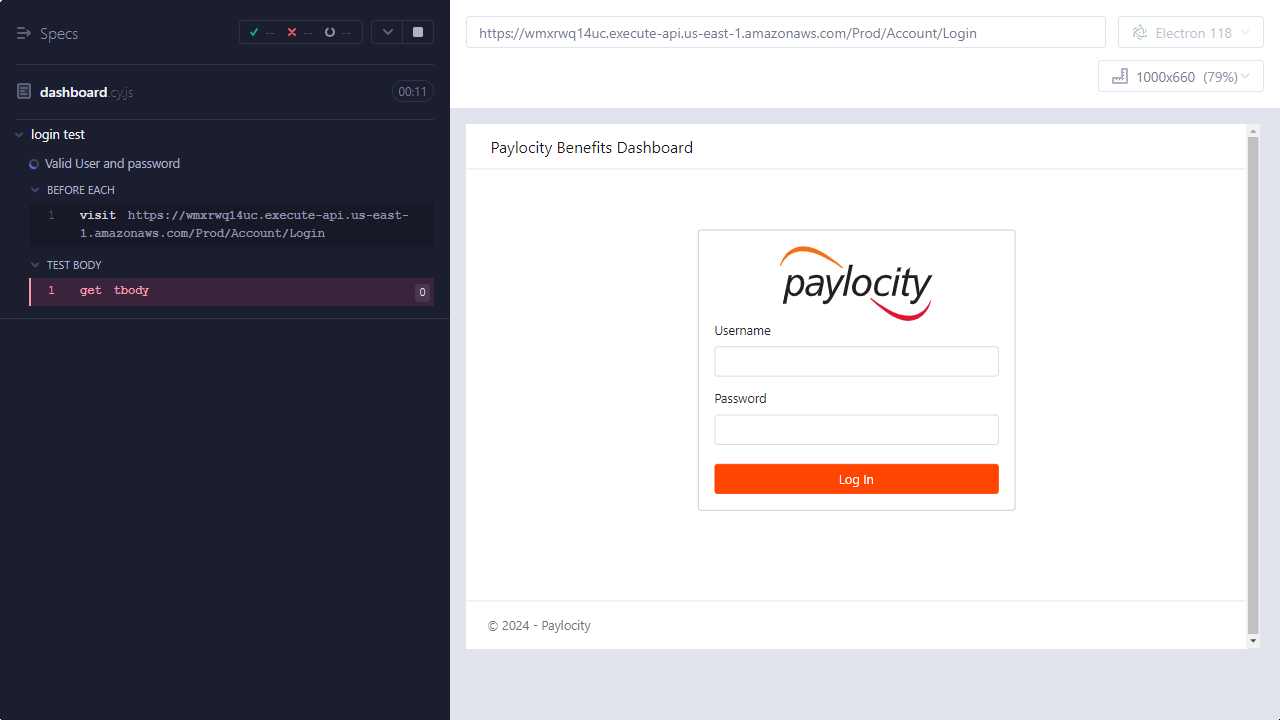 Specs
-- -- --
dashboard.cy.js
00:11
login test
Valid User and password
BEFORE EACH
1 visit https://wmxrwq14uc.execute-api.us-east-
1.amazonaws.com/Prod/Account/Login
TEST BODY
1 get tbody 0
https://wmxrwq14uc.execute-api.us-east-1.amazonaws.com/Prod/Account/Login
Electron 118
1000x660 (79%)
Paylocity Benefits Dashboard
paylocity
Username
Password
Log In
© 2024 - Paylocity